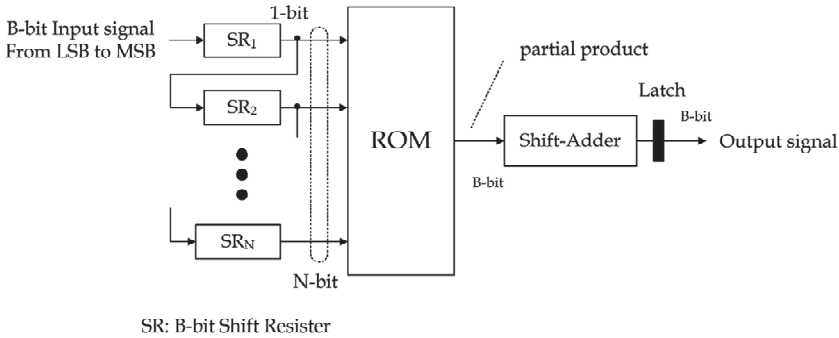 B-bit Input signal
From LSB to MSB
1-bit
SR1
SR2
SRN
N-bit
ROM
partial product
B-bit
Shift-Adder
Latch
B-bit
Output signal
SR: B-bit Shift Resister